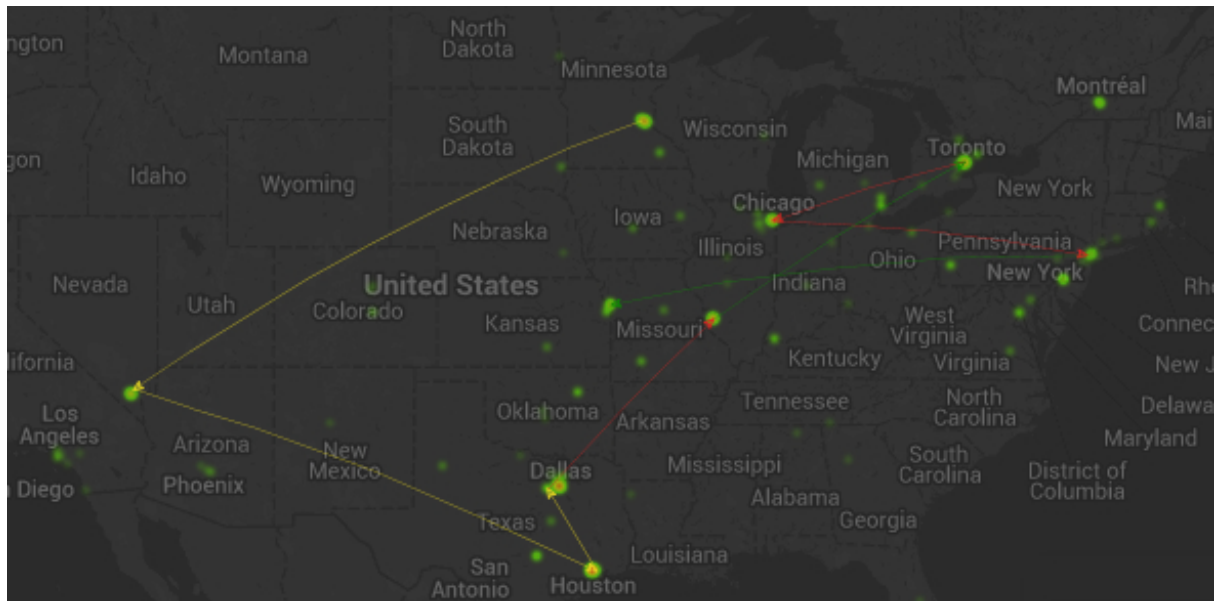 ngton
Montana
North
Dakota
Minnesota
Montréal
Mai
South
Dakota
Wisconsin
Michigan
Toronto
gon
Idaho
Wyoming
New York
Chicago
Iowa
Nebraska
Illinois
Pennsylvania
Ohio
New York
Nevada
Utah
United States
Colorado
Indiana
Rho
Kansas
Missouri
West
Virginia
Connec
lifornia
Kentucky
Virginia
New J
Los
Angeles
Arizona
Oklahoma
Tennessee
North
Carolina
Delawa
Arkansas
Maryland
New
Mexico
Dallas
Mississippi
South
Carolina
n Diego
Phoenix
District of
Columbia
Alabama
Texas
Georgia
Louisiana
San
Antonio
Houston